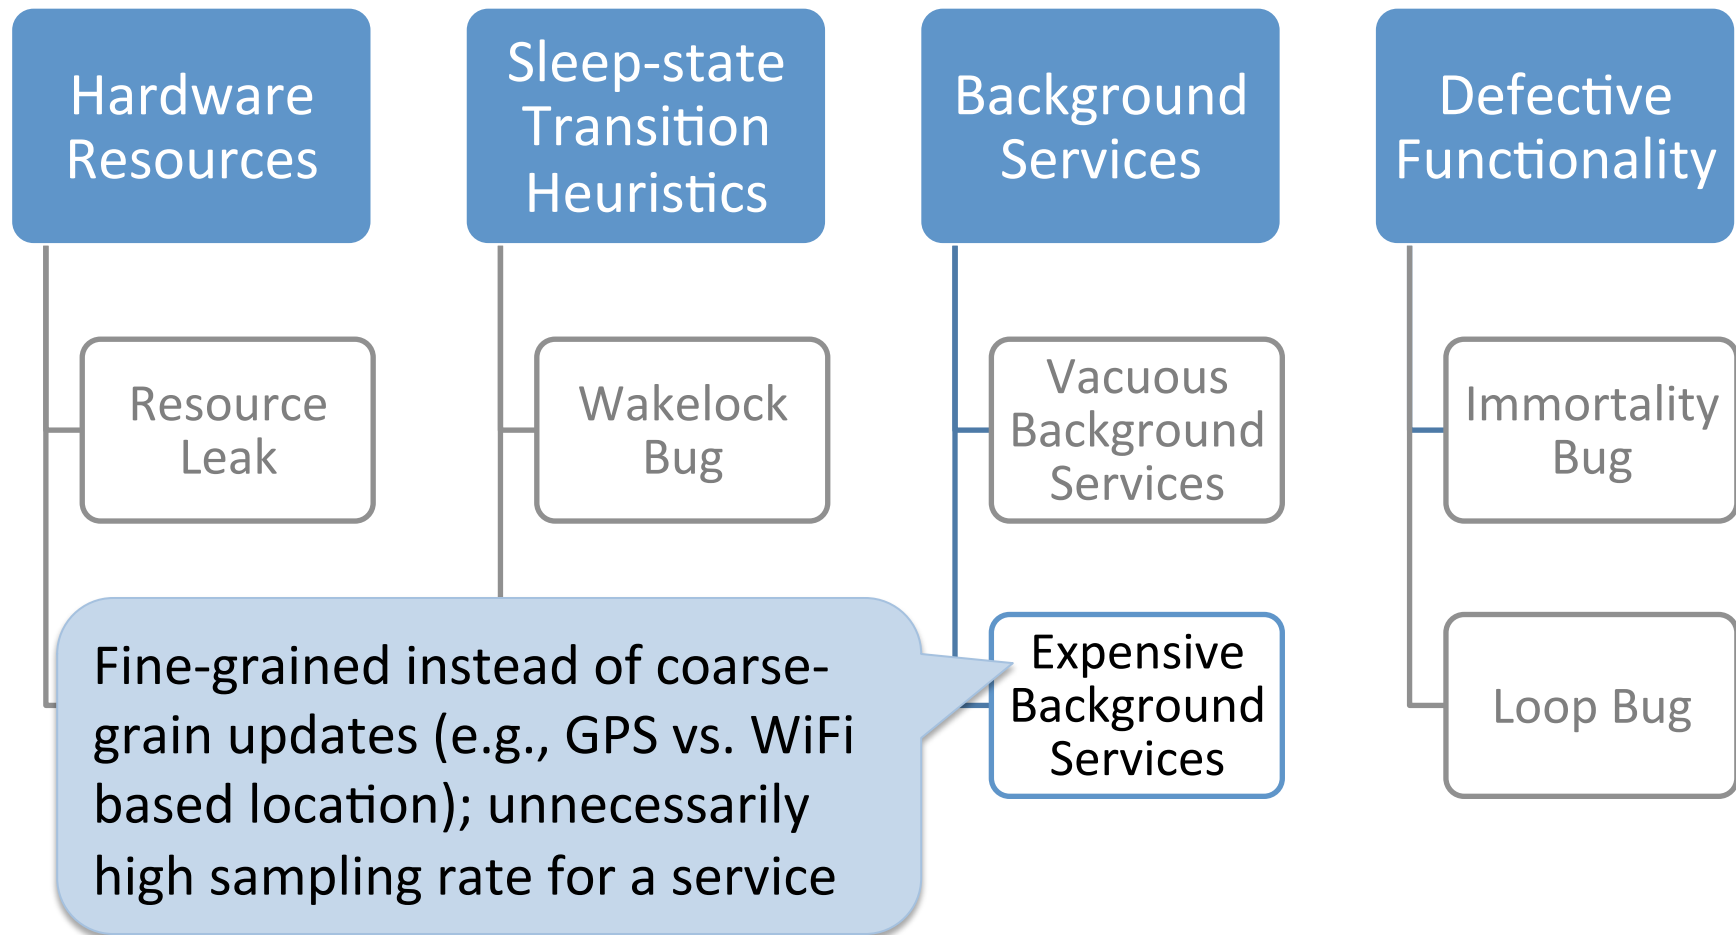 Hardware
Resources
Sleep-state
Transition
Heuristics
Background
Services
Defective
Functionality
Resource
Leak
Wakelock
Bug
Vacuous
Background
Services
Immortality
Bug
Fine-grained instead of coarse-
grain updates (e.g., GPS vs. WiFi
based location); unnecessarily
high sampling rate for a service
Expensive
Background
Services
Loop Bug